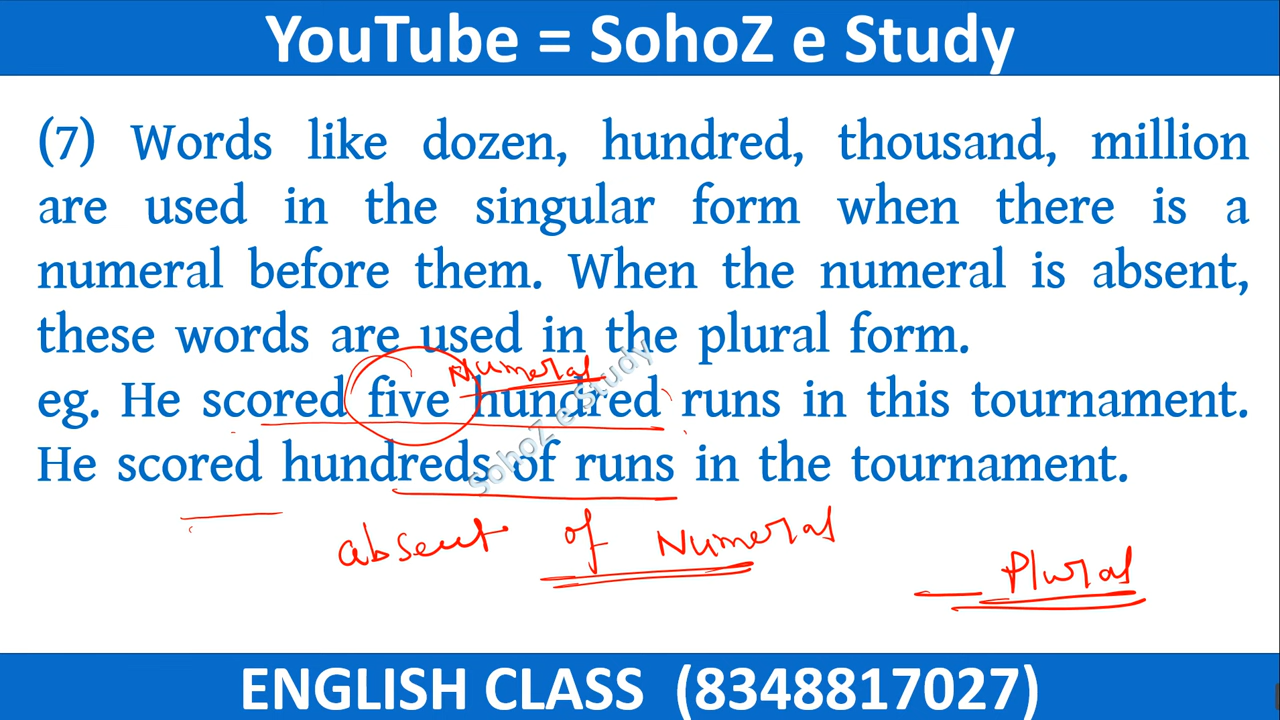 YouTube = SohoZ e Study
(7) Words like dozen, hundred, thousand, million
are used in the singular form when there is a
numeral before them. When the numeral is absent,
these words are used in the plural form.
Numeral
eg. He scored five hundred runs in this tournament.
He scored hundreds of runs in the tournament.
SohoZ e Study
absent of Numeral
Plural
ENGLISH CLASS (8348817027)